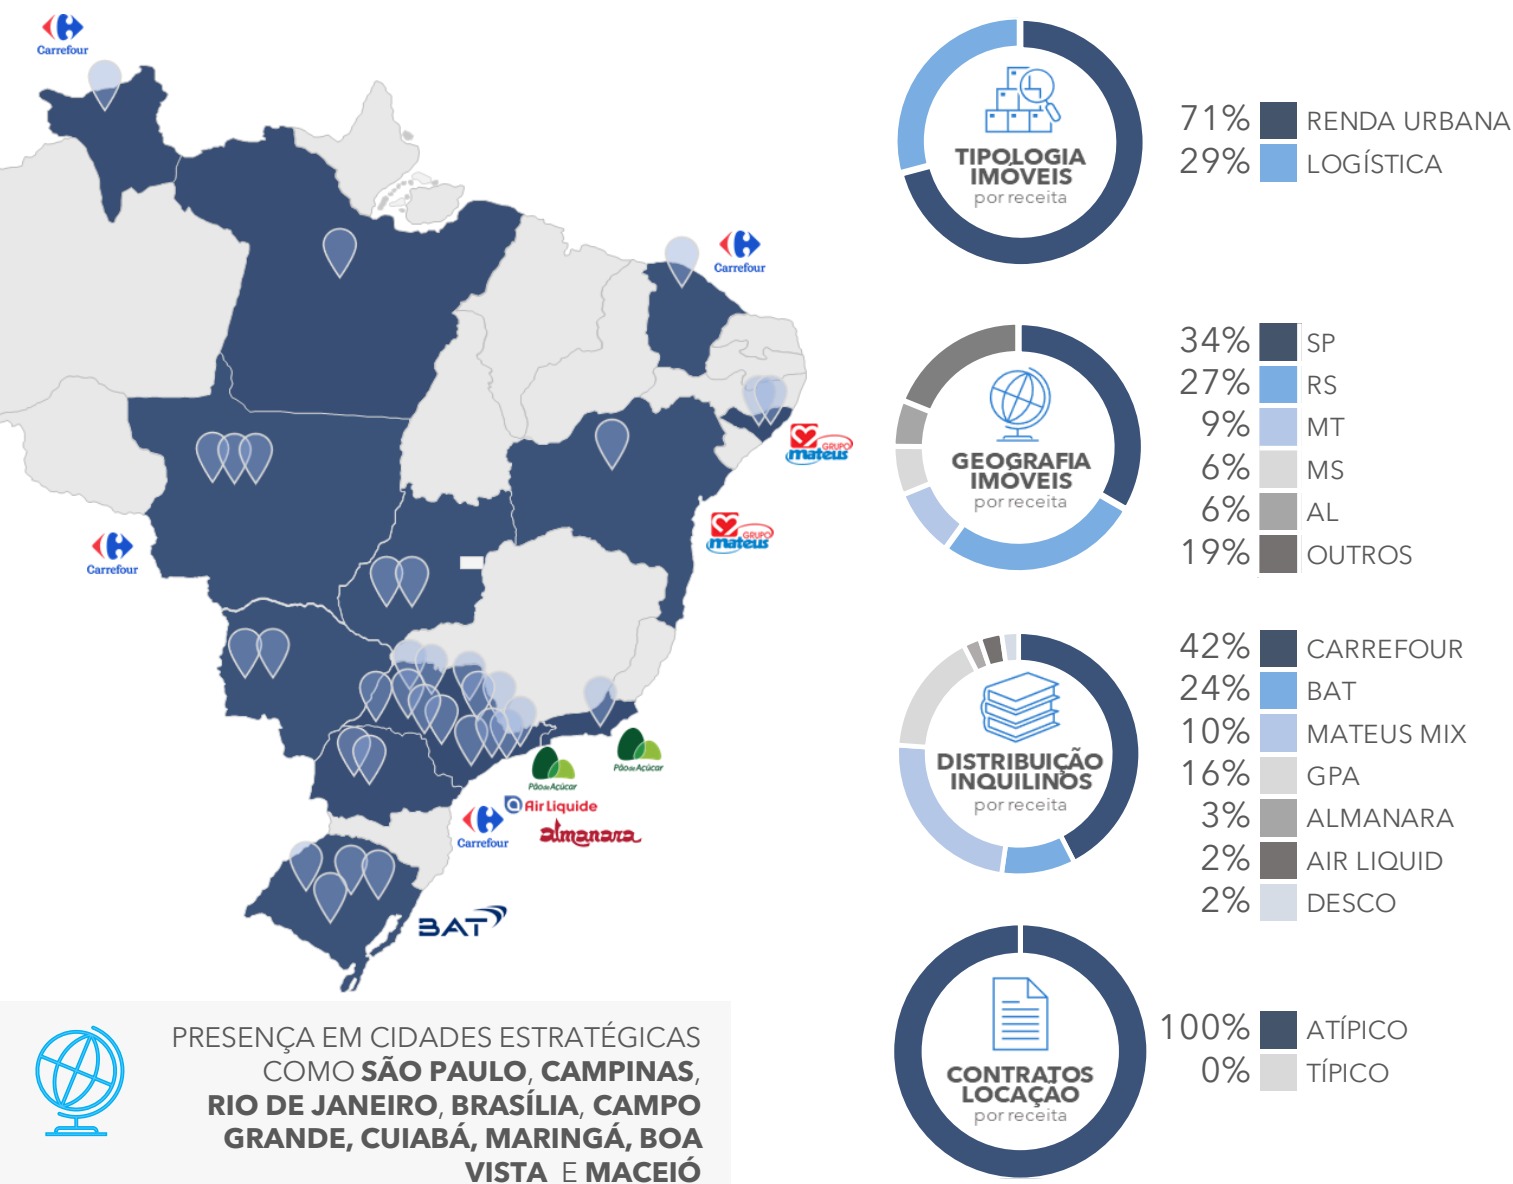 Carrefour
Carrefour
GRUPO
mateus
GRUPO
mateus
Carrefour
Pão de Açúcar
Pão de Açúcar
Air Liquide
Carrefour
almanara
BAT
PRESENÇA EM CIDADES ESTRATÉGICAS
COMO SÃO PAULO, CAMPINAS,
RIO DE JANEIRO, BRASÍLIA, CAMPO
GRANDE, CUIABÁ, MARINGÁ, BOA
VISTA E MACEIÓ
TIPOLOGIA
IMÓVEIS
por receita
71% RENDA URBANA
29% LOGÍSTICA
GEOGRAFIA
IMÓVEIS
por receita
34% SP
27% RS
9% MT
6% MS
6% AL
19% OUTROS
DISTRIBUIÇÃO
INQUILINOS
por receita
42% CARREFOUR
24% BAT
10% MATEUS MIX
16% GPA
3% ALMANARA
2% AIR LIQUID
2% DESCO
CONTRATOS
LOCAÇÃO
por receita
100% ATÍPICO
0% TÍPICO